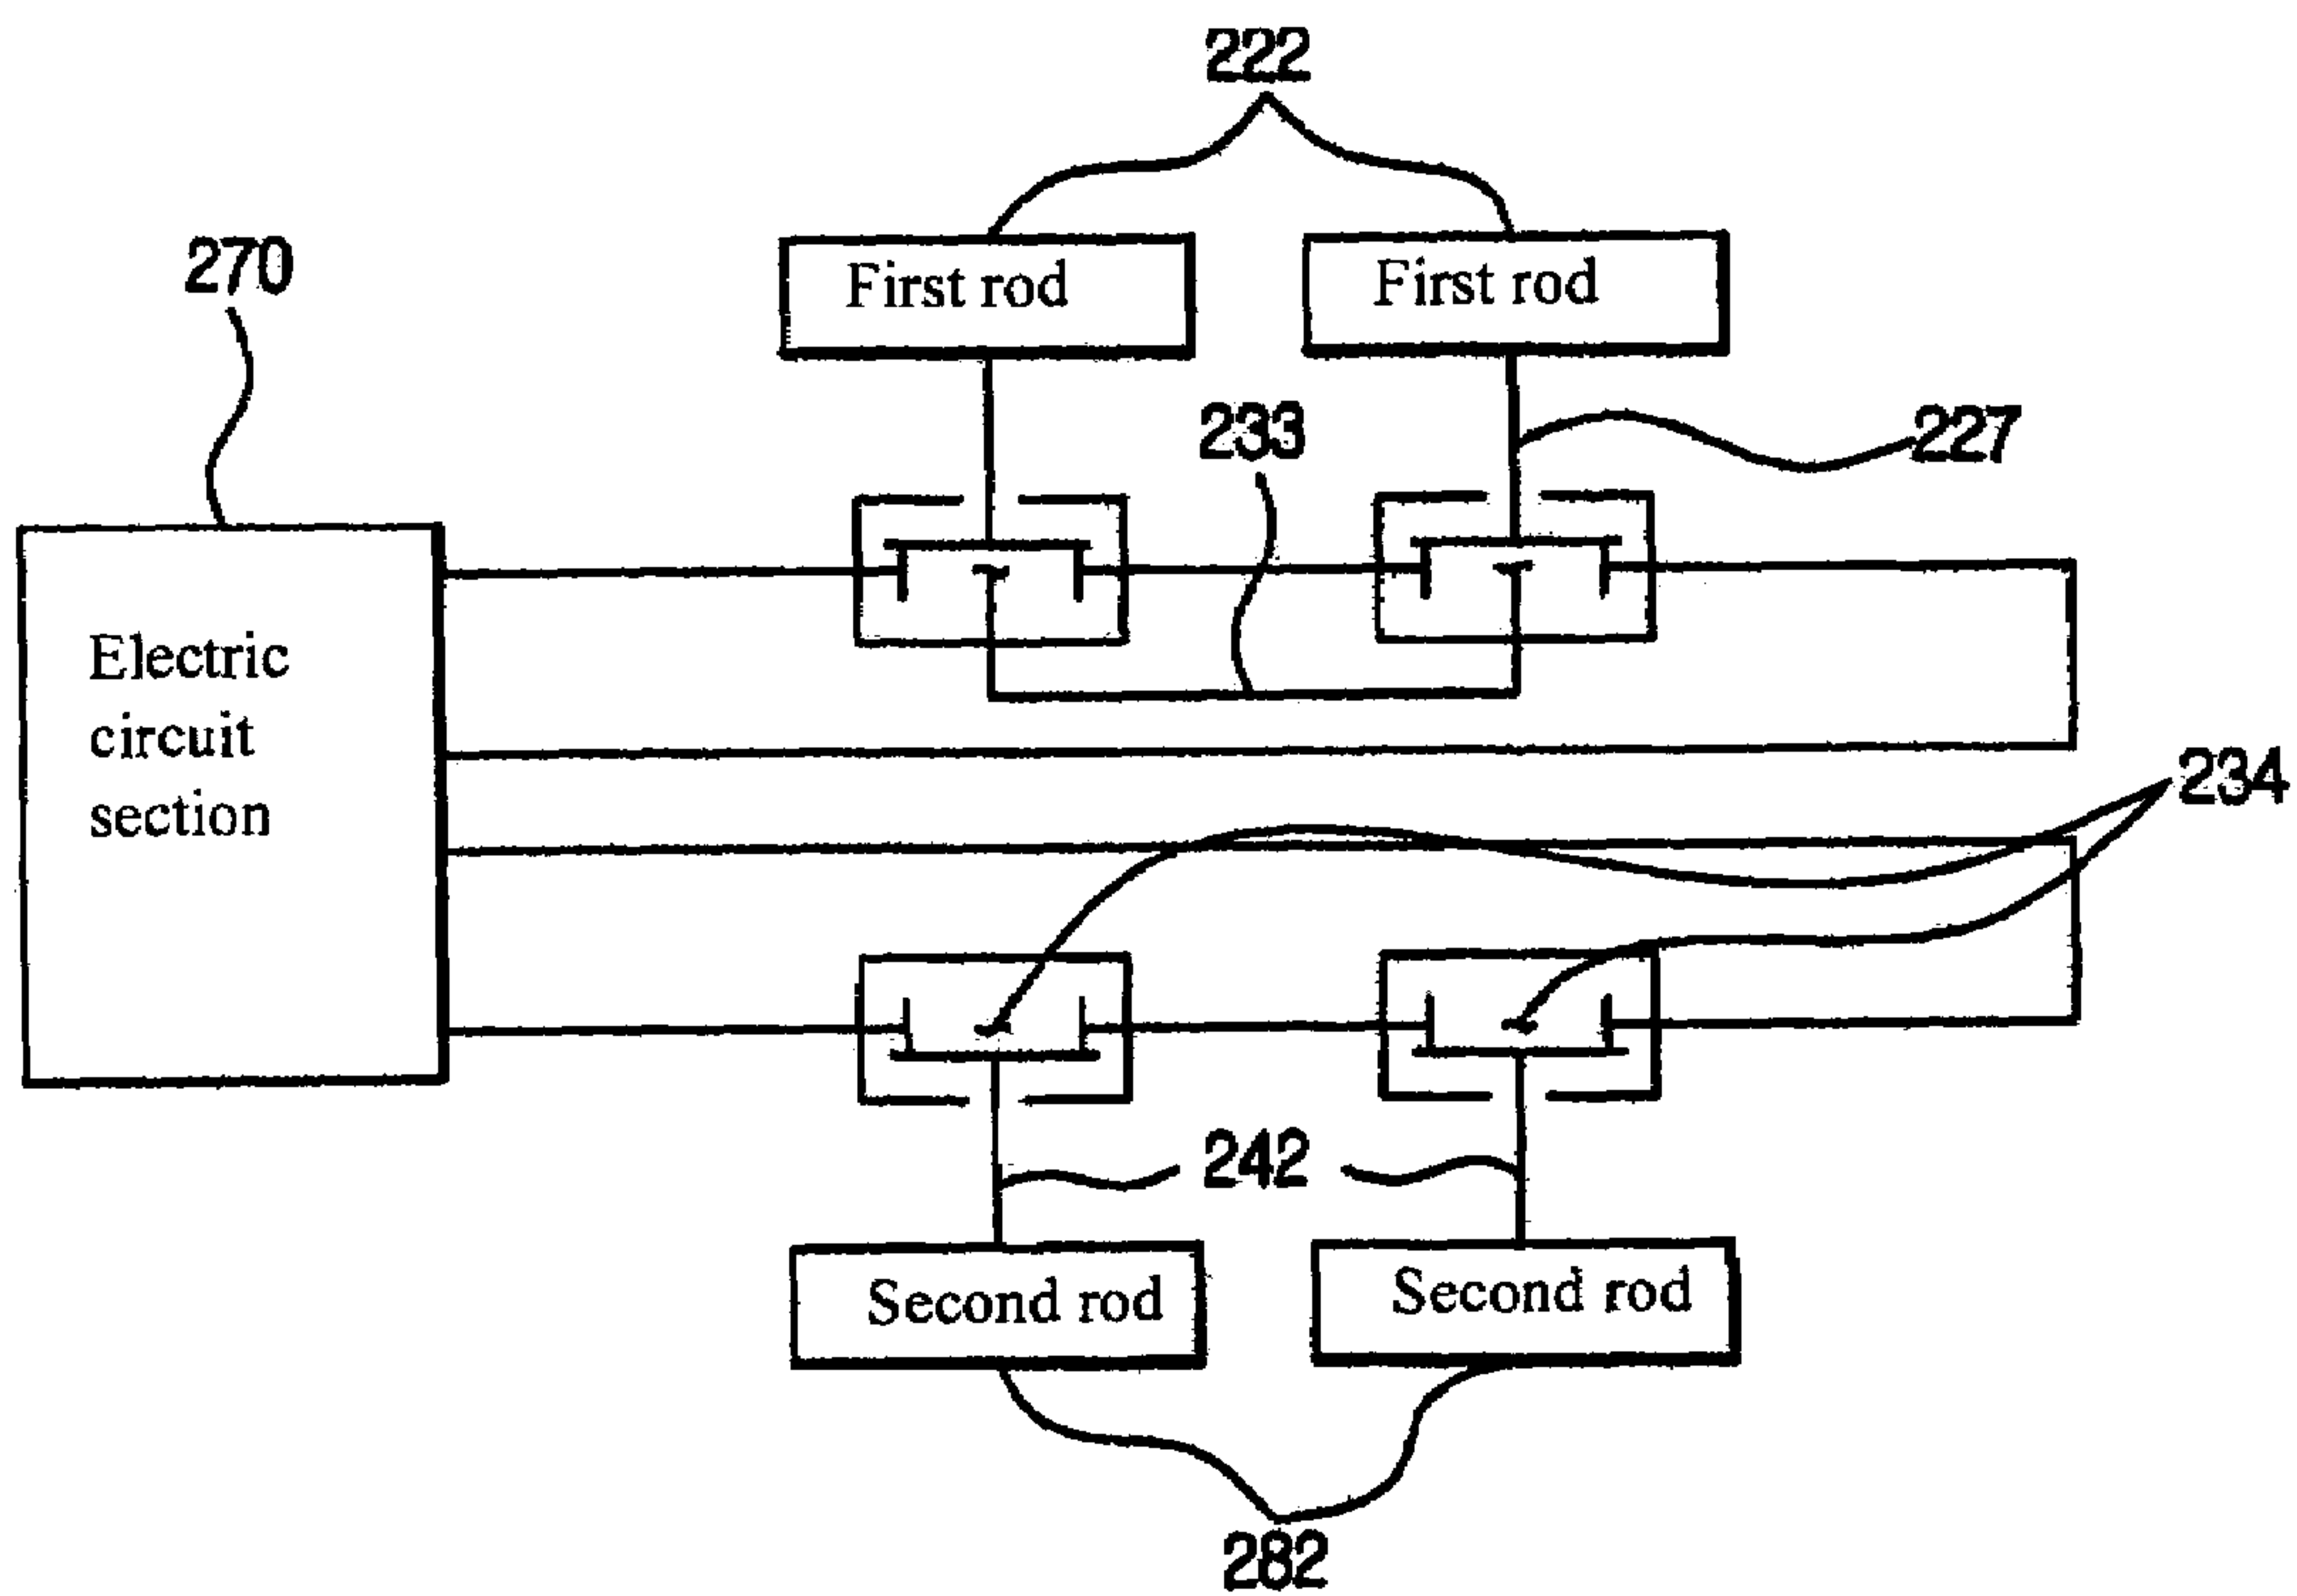 222
270
First rod
First rod
233
227
Electric
circuit
section
234
242
Second rod
Second rod
282